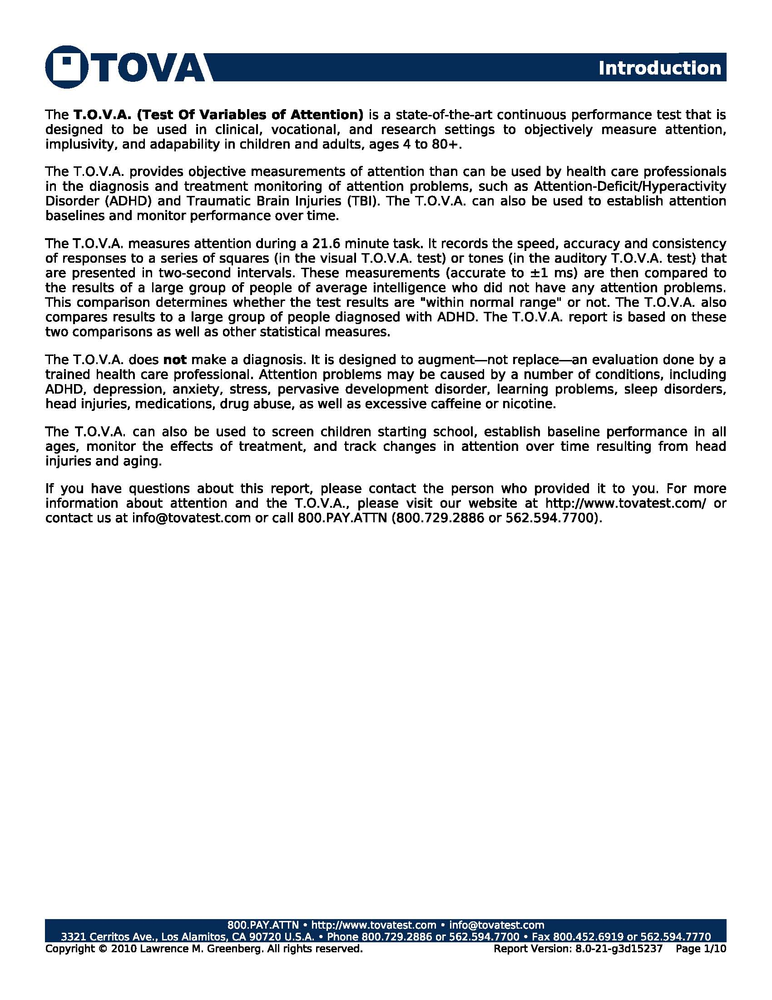 TOVA
Introduction
The T.O.V.A. (Test Of Variables of Attention) is a state-of-the-art continuous performance test that is
designed to be used in clinical, vocational, and research settings to objectively measure attention,
implusivity, and adapability in children and adults, ages 4 to 80+.
The T.O.V.A. provides objective measurements of attention than can be used by health care professionals
in the diagnosis and treatment monitoring of attention problems, such as Attention-Deficit/Hyperactivity
Disorder (ADHD) and Traumatic Brain Injuries (TBI). The T.O.V.A. can also be used to establish attention
baselines and monitor performance over time.
The T.O.V.A. measures attention during a 21.6 minute task. It records the speed, accuracy and consistency
of responses to a series of squares (in the visual T.O.V.A. test) or tones (in the auditory T.O.V.A. test) that
are presented in two-second intervals. These measurements (accurate to ±1 ms) are then compared to
the results of a large group of people of average intelligence who did not have any attention problems.
This comparison determines whether the test results are "within normal range" or not. The T.O.V.A. also
compares results to a large group of people diagnosed with ADHD. The T.O.V.A. report is based on these
two comparisons as well as other statistical measures.
The T.O.V.A. does not make a diagnosis. It is designed to augment—not replace—an evaluation done by a
trained health care professional. Attention problems may be caused by a number of conditions, including
ADHD, depression, anxiety, stress, pervasive development disorder, learning problems, sleep disorders,
head injuries, medications, drug abuse, as well as excessive caffeine or nicotine.
The T.O.V.A. can also be used to screen children starting school, establish baseline performance in all
ages, monitor the effects of treatment, and track changes in attention over time resulting from head
injuries and aging.
If you have questions about this report, please contact the person who provided it to you. For more
information about attention and the T.O.V.A., please visit our website at http://www.tovatest.com/ or
contact us at info@tovatest.com or call 800.PAY.ATTN (800.729.2886 or 562.594.7700).
800.PAY.ATTN • http://www.tovatest.com • info@tovatest.com
3321 Cerritos Ave., Los Alamitos, CA 90720 U.S.A. • Phone 800.729.2886 or 562.594.7700 • Fax 800.452.6919 or 562.594.7770
Copyright © 2010 Lawrence M. Greenberg. All rights reserved.
Report Version: 8.0-21-g3d15237 Page 1/10